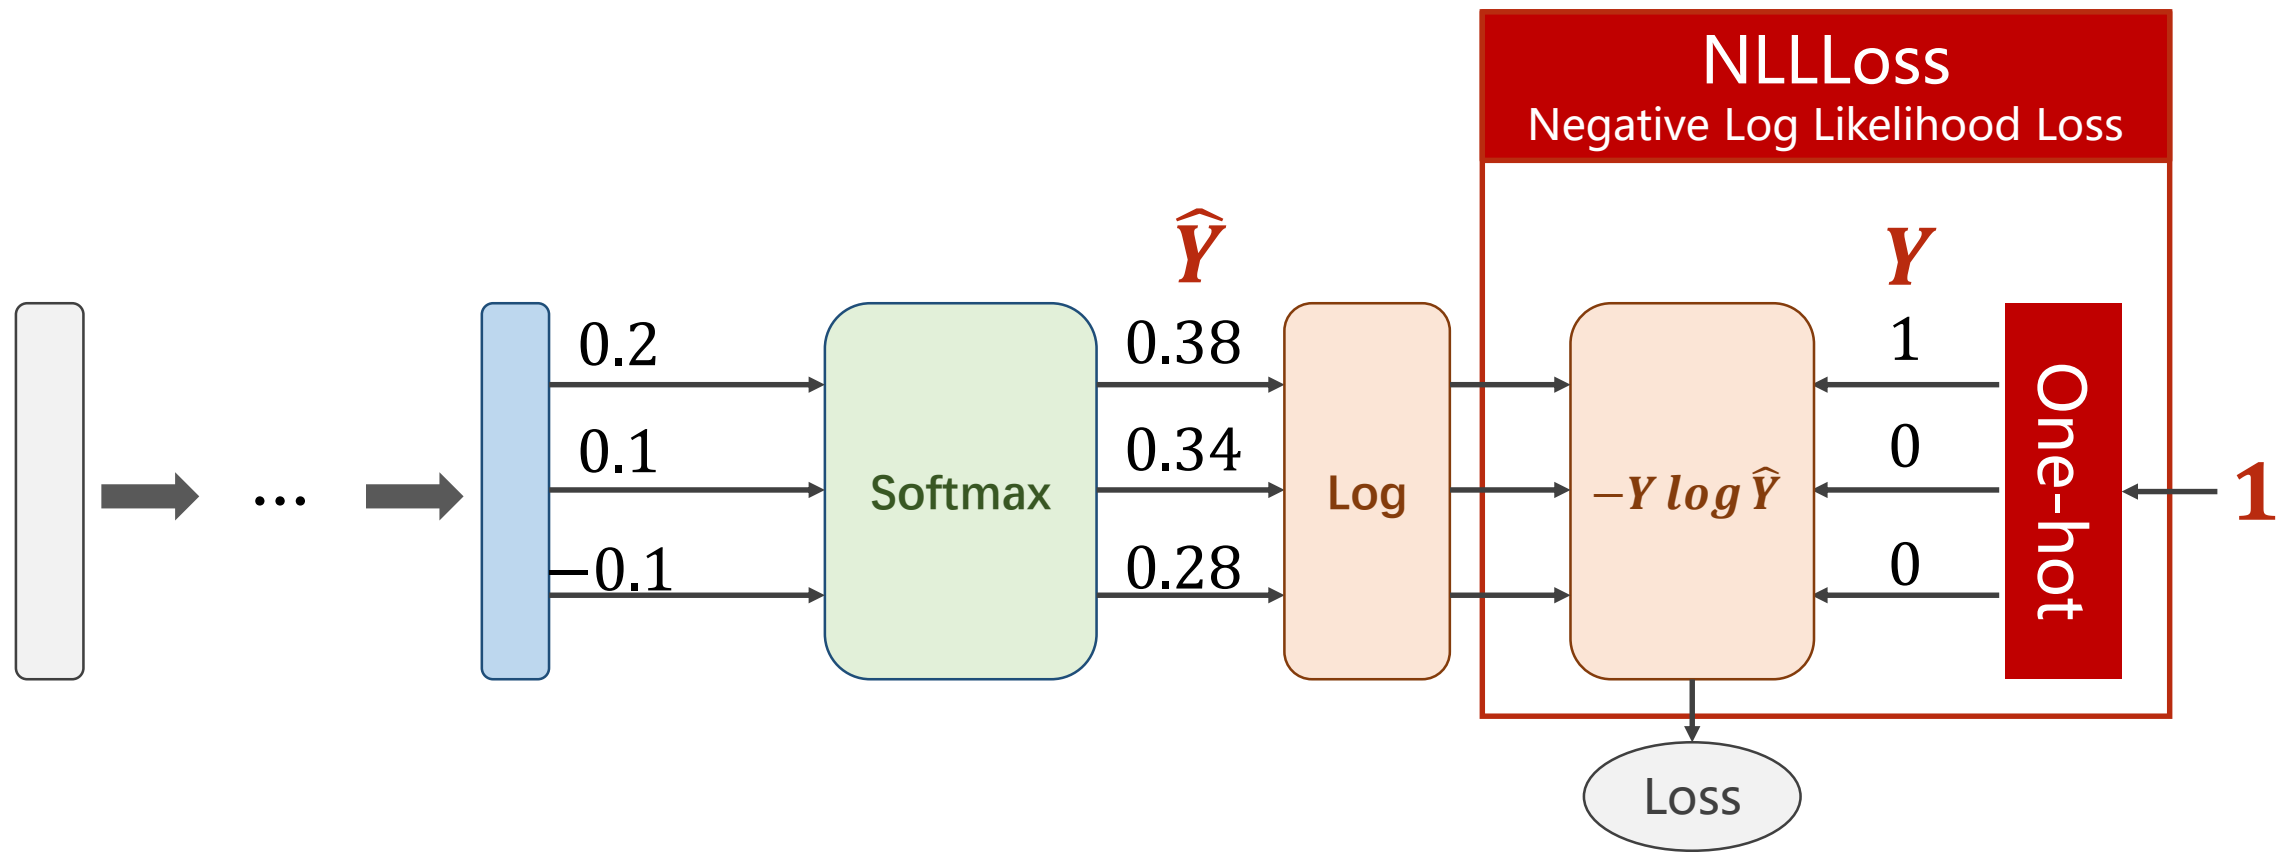 NLLLoss
Negative Log Likelihood Loss
Ŷ
Y
0.2
0.38
1
0.1
0.34
0
−0.1
0.28
0
Softmax
Log
−Y log Ŷ
One-hot
1
...
Loss